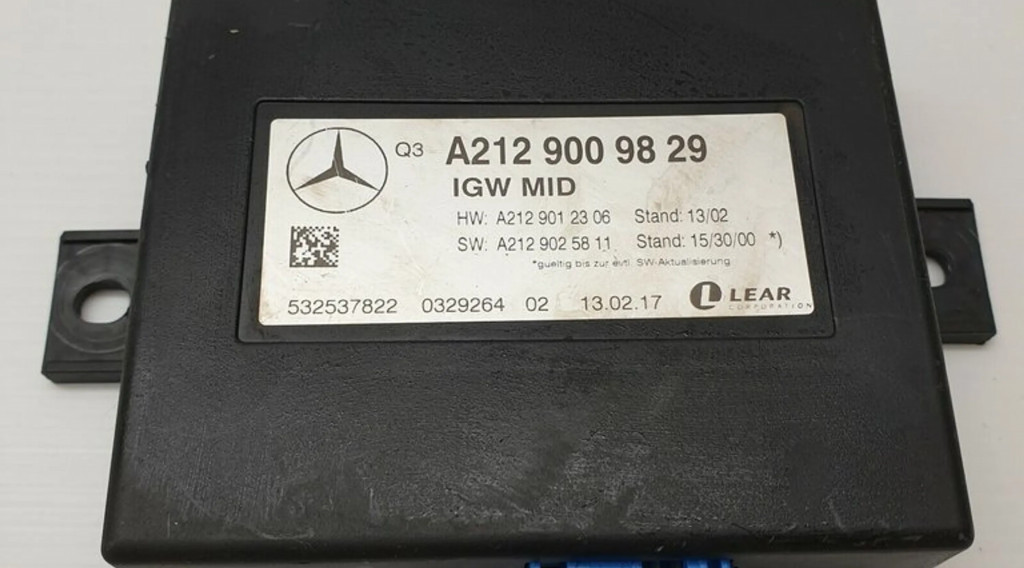 Q3 A212 900 98 29
IGW MID
HW: A212 901 23 06 Stand: 13/02
SW: A212 902 58 11 Stand: 15/30/00 *)
*gueltig bis zur evtl. SW-Aktualisierung
532537822 0329264 02 13.02.17 LEAR
CORPORATION